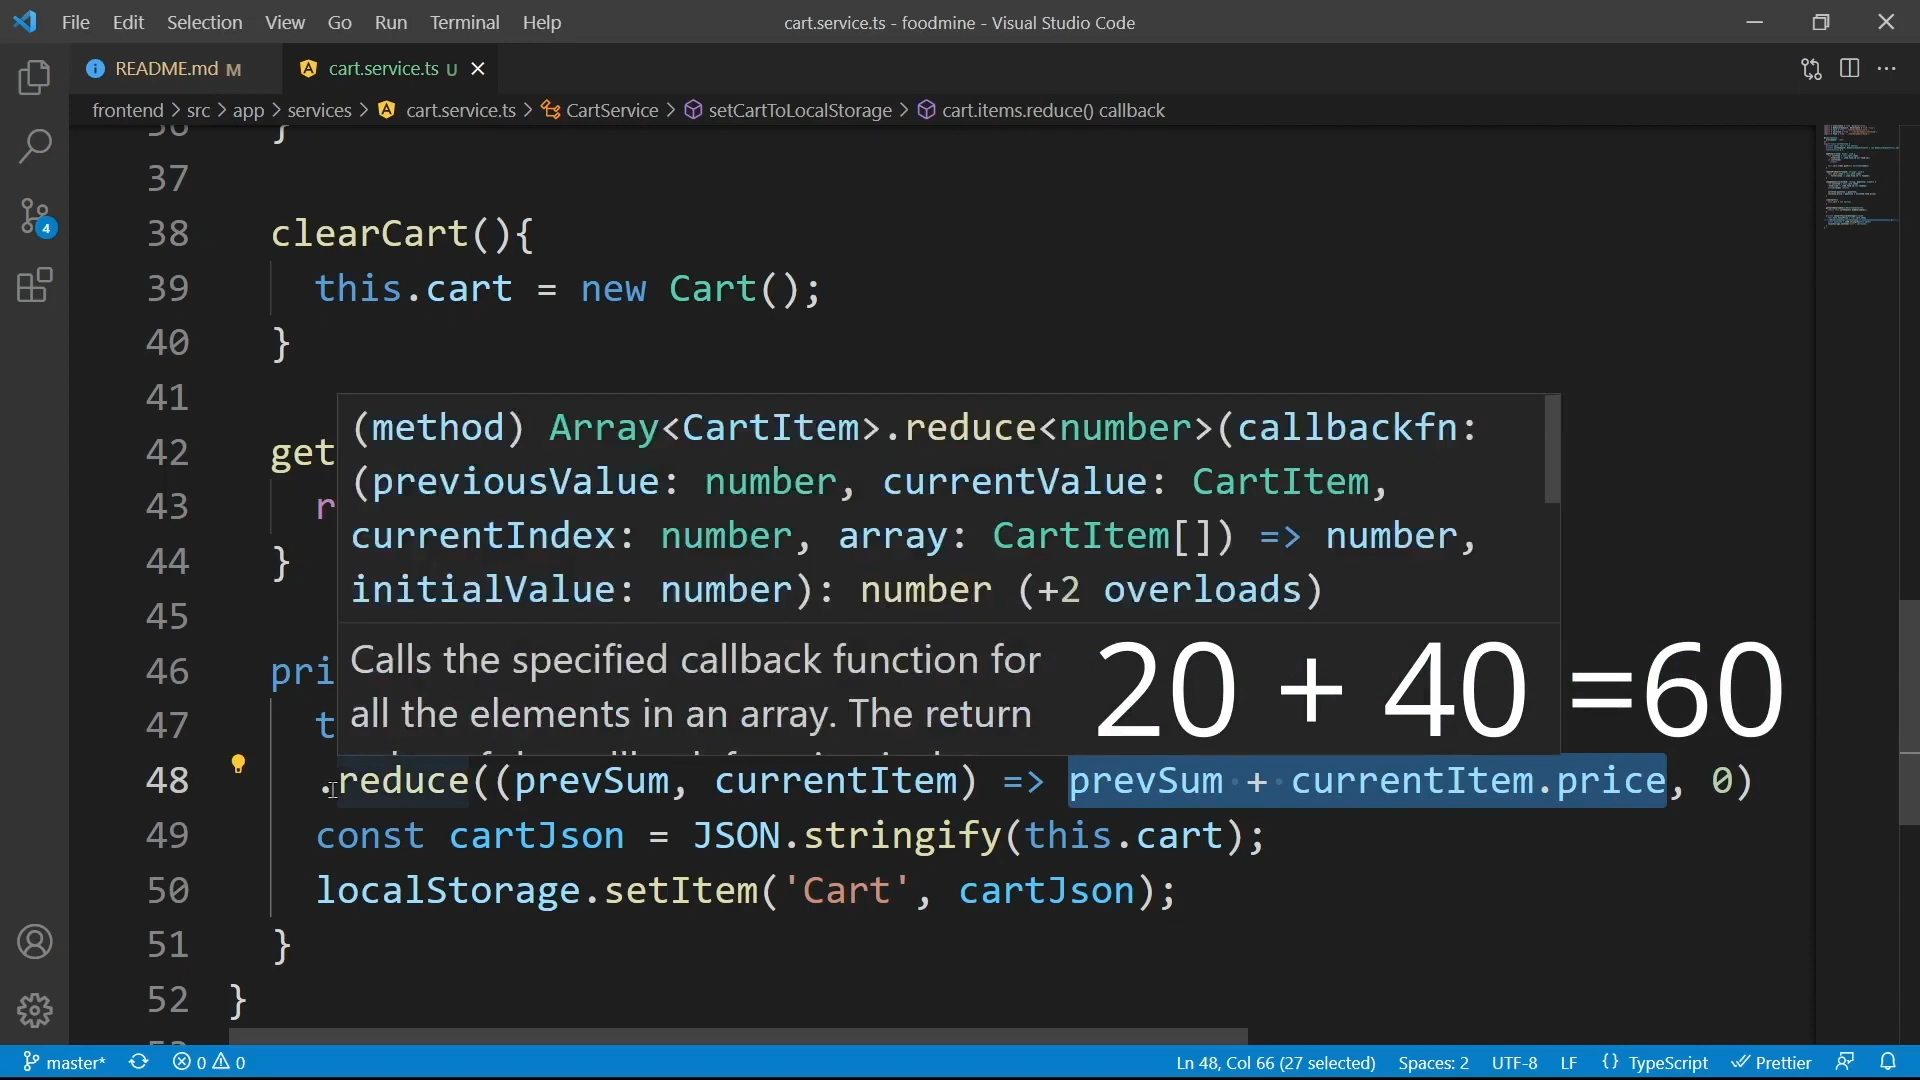 File Edit Selection View Go Run Terminal Help cart.service.ts - foodmine - Visual Studio Code
README.md M cart.service.ts U
frontend > src > app > services > cart.service.ts > CartService > setCartToLocalStorage > cart.items.reduce() callback
36 }
37
38 clearCart(){
39 this.cart = new Cart();
40 }
41
42 get
43 r
44 }
45
46 pri
47 t
(method) Array<CartItem>.reduce<number>(callbackfn:
(previousValue: number, currentValue: CartItem,
currentIndex: number, array: CartItem[]) => number,
initialValue: number): number (+2 overloads)
Calls the specified callback function for
all the elements in an array. The return
20 + 40 =60
48 .reduce((prevSum, currentItem) => prevSum + currentItem.price, 0)
49 const cartJson = JSON.stringify(this.cart);
50 localStorage.setItem('Cart', cartJson);
51 }
52 }
4
master* 0 0 Ln 48, Col 66 (27 selected) Spaces: 2 UTF-8 LF {} TypeScript Prettier